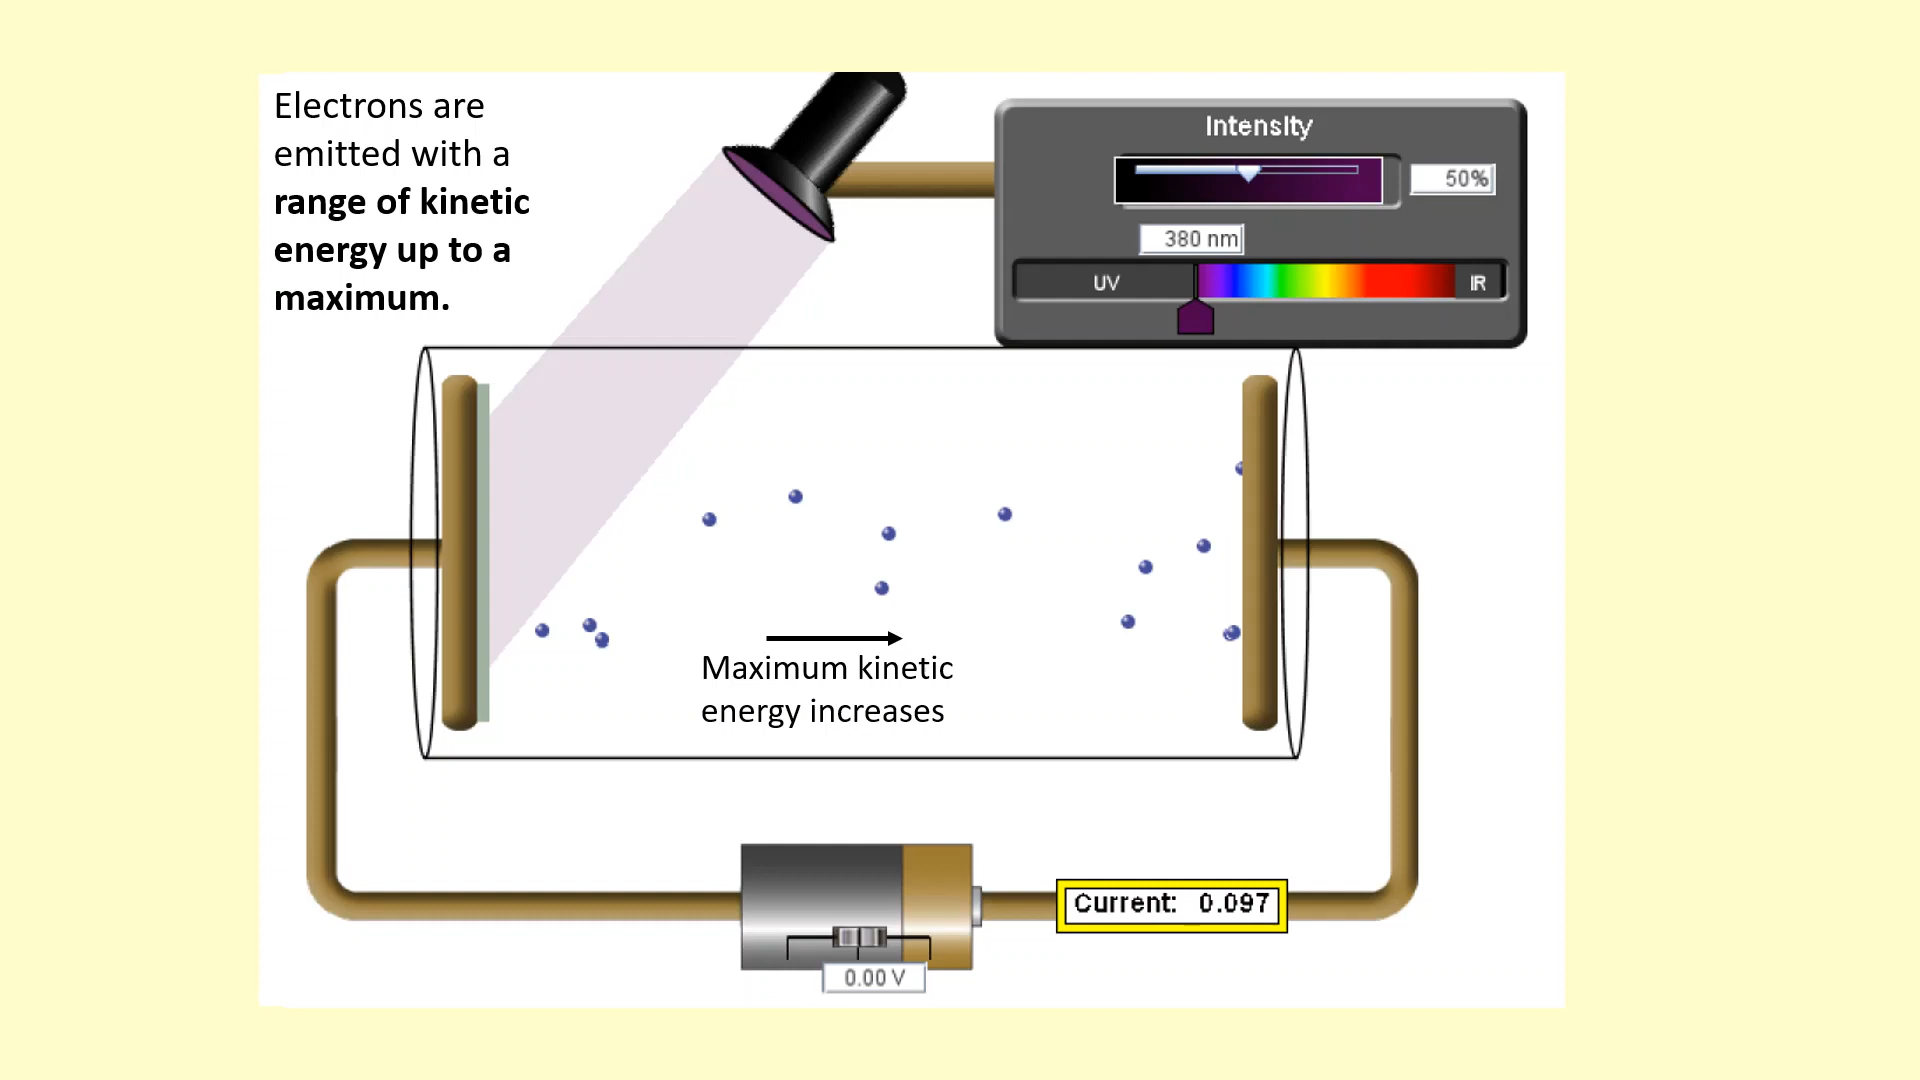 Electrons are
emitted with a
range of kinetic
energy up to a
maximum.
Intensity
50%
380 nm
UV
IR
Maximum kinetic
energy increases
Current: 0.097
0.00 V